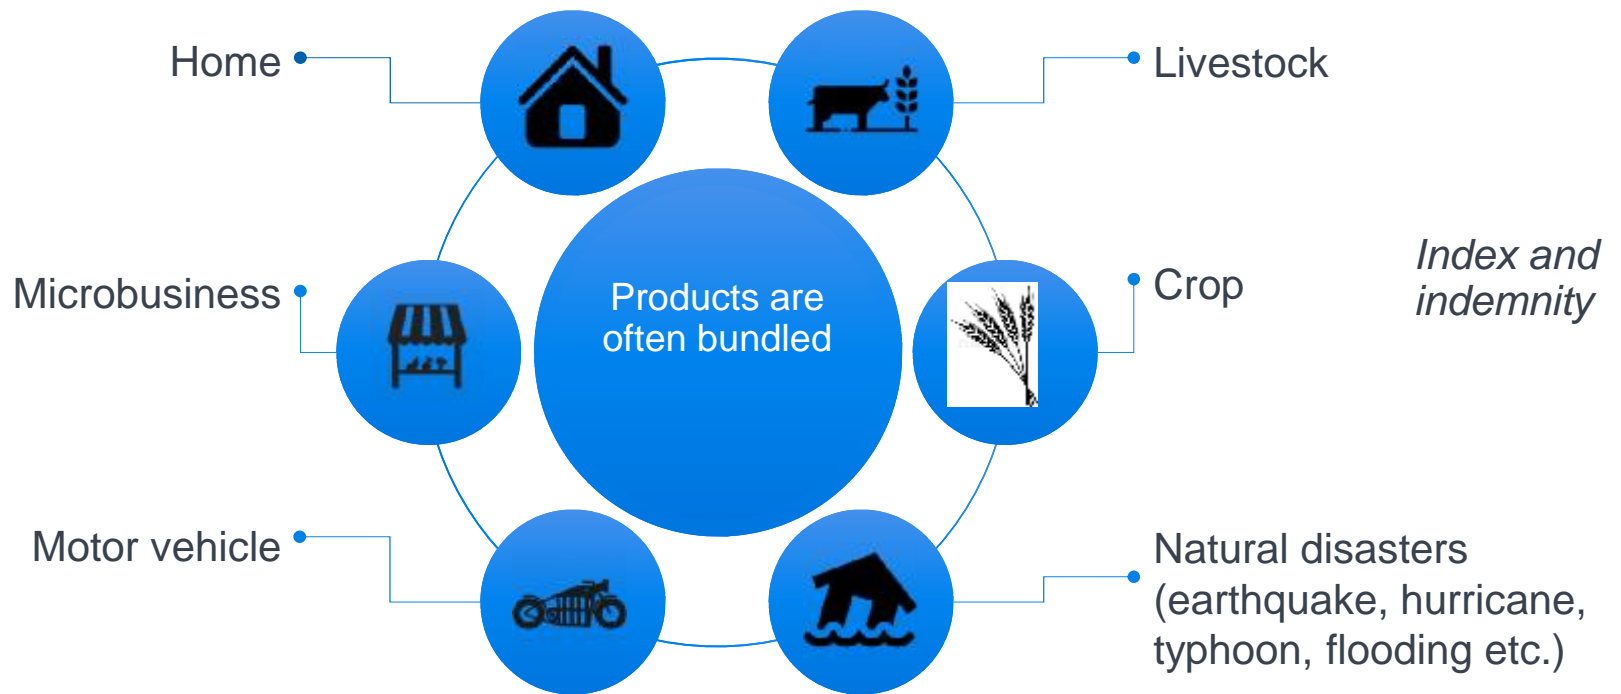 Home
Livestock
Microbusiness
Products are
often bundled
Crop
Index and
indemnity
Motor vehicle
Natural disasters
(earthquake, hurricane,
typhoon, flooding etc.)